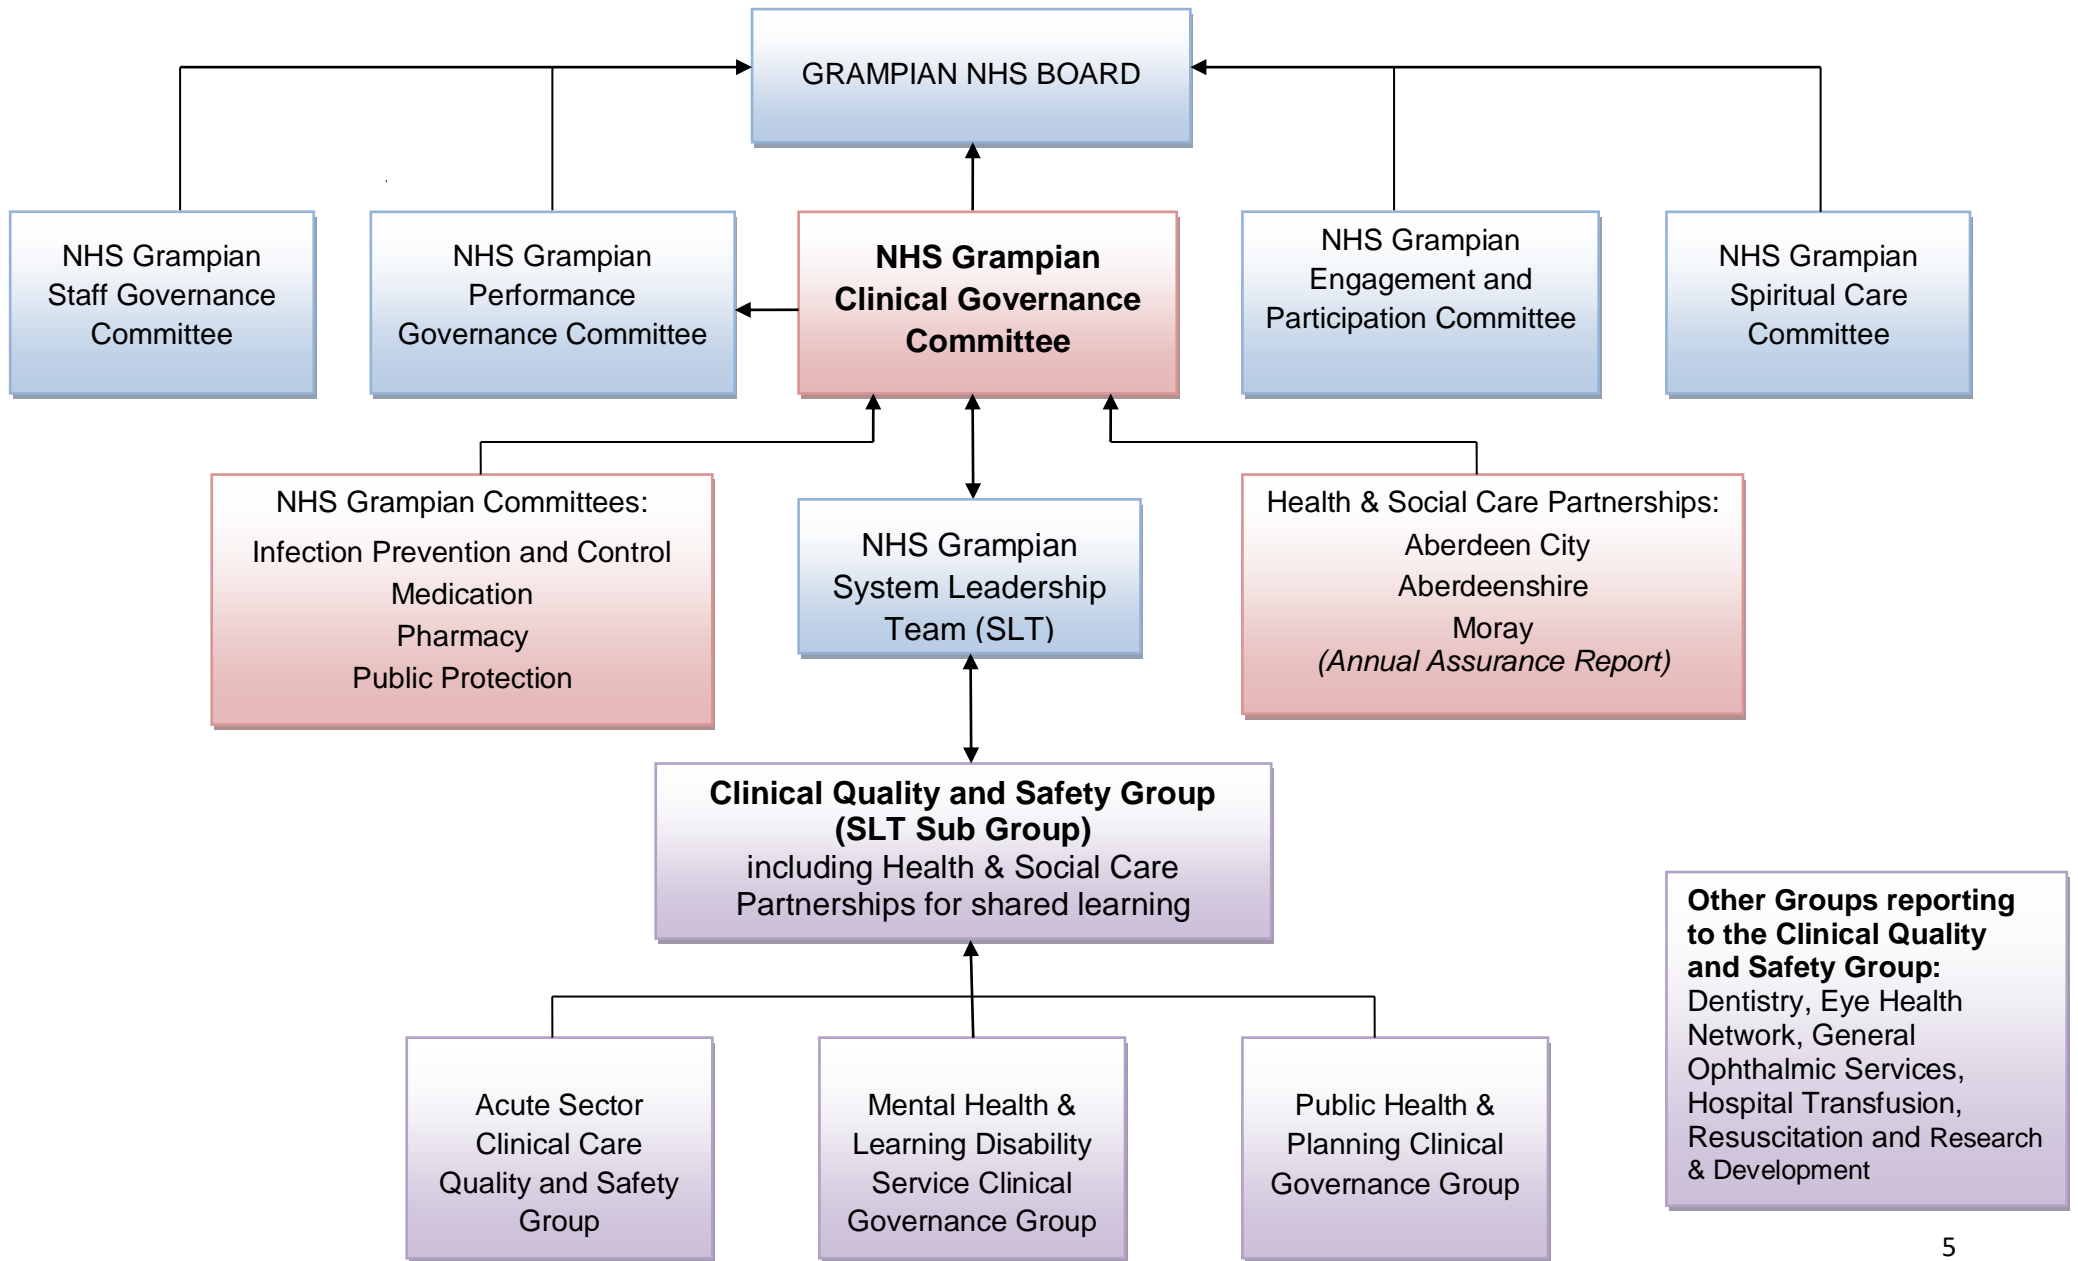 GRAMPIAN NHS BOARD
NHS Grampian
Staff Governance
Committee
NHS Grampian
Performance
Governance Committee
NHS Grampian
Clinical Governance
Committee
NHS Grampian
Engagement and
Participation Committee
NHS Grampian
Spiritual Care
Committee
NHS Grampian Committees:
Infection Prevention and Control
Medication
Pharmacy
Public Protection
NHS Grampian
System Leadership
Team (SLT)
Health & Social Care Partnerships:
Aberdeen City
Aberdeenshire
Moray
(Annual Assurance Report)
Clinical Quality and Safety Group
(SLT Sub Group)
including Health & Social Care
Partnerships for shared learning
Acute Sector
Clinical Care
Quality and Safety
Group
Mental Health &
Learning Disability
Service Clinical
Governance Group
Public Health &
Planning Clinical
Governance Group
Other Groups reporting
to the Clinical Quality
and Safety Group:
Dentistry, Eye Health
Network, General
Ophthalmic Services,
Hospital Transfusion,
Resuscitation and Research
& Development
5